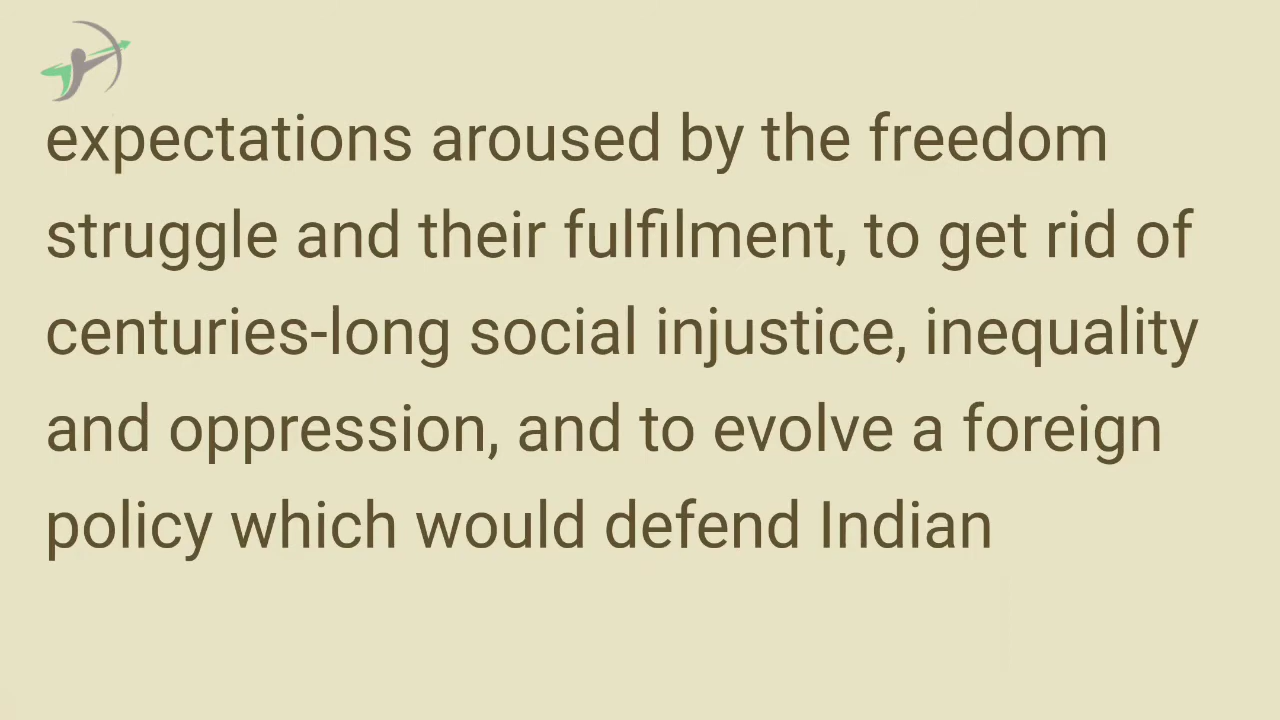 expectations aroused by the freedom
struggle and their fulfilment, to get rid of
centuries-long social injustice, inequality
and oppression, and to evolve a foreign
policy which would defend Indian